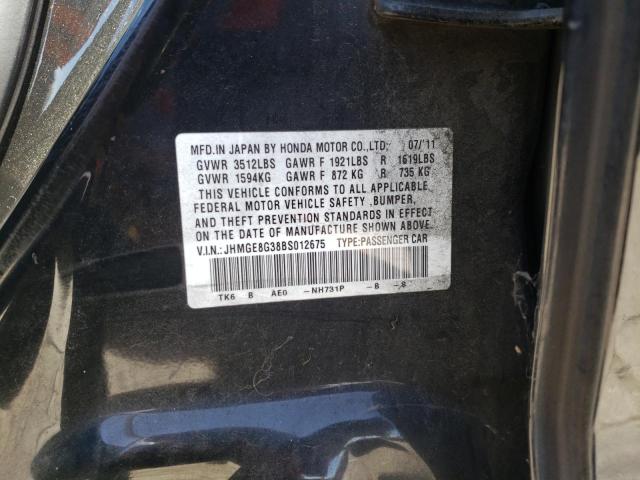 MFD.IN JAPAN BY HONDA MOTOR CO.,LTD. 07/'11
GVWR 3512LBS GAWR F 1921LBS R 1619LBS
GVWR 1594KG GAWR F 872 KG R 735 KG
THIS VEHICLE CONFORMS TO ALL APPLICABLE
FEDERAL MOTOR VEHICLE SAFETY ,BUMPER,
AND THEFT PREVENTION STANDARDS IN EFFECT
ON THE DATE OF MANUFACTURE SHOWN ABOVE.
V.I.N.:JHMGE8G38BS012675 TYPE:PASSENGER CAR
TK6 B AE0 -NH731P -B -S